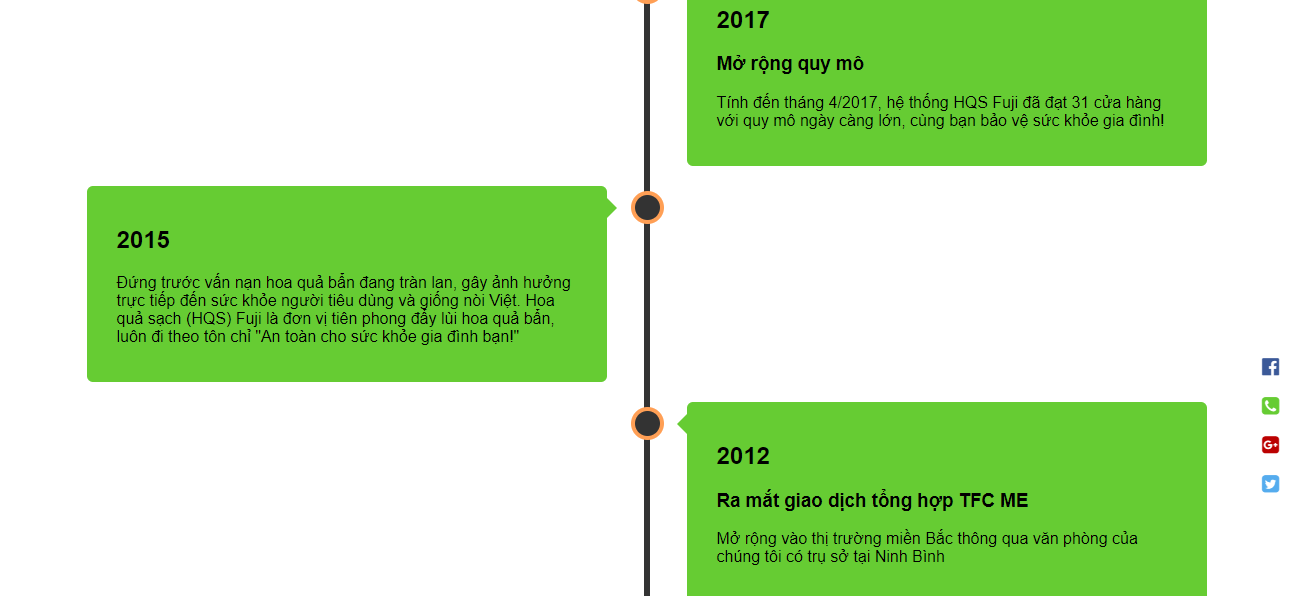 2017
Mở rộng quy mô
Tính đến tháng 4/2017, hệ thống HQS Fuji đã đạt 31 cửa hàng
với quy mô ngày càng lớn, cùng bạn bảo vệ sức khỏe gia đình!
2015
Đứng trước vấn nạn hoa quả bẩn đang tràn lan, gây ảnh hưởng
trực tiếp đến sức khỏe người tiêu dùng và giống nòi Việt. Hoa
quả sạch (HQS) Fuji là đơn vị tiên phong đẩy lùi hoa quả bẩn,
luôn đi theo tôn chỉ "An toàn cho sức khỏe gia đình bạn!"
2012
Ra mắt giao dịch tổng hợp TFC ME
Mở rộng vào thị trường miền Bắc thông qua văn phòng của
chúng tôi có trụ sở tại Ninh Bình